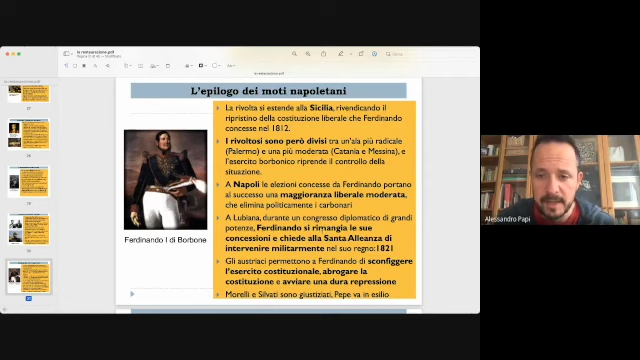 la restaurazione.pdf
L'epilogo dei moti napoletani
La rivolta si estende alla Sicilia, rivendicando il
ripristino della costituzione liberale che Ferdinando
concesse nel 1812.
I rivoltosi sono però divisi tra un'ala più radicale
(Palermo) e una più moderata (Catania e Messina), e
l'esercito borbonico riprende il controllo della
situazione.
A Napoli le elezioni concesse da Ferdinando portano
al successo una maggioranza liberale moderata,
che elimina politicamente i carbonari
A Lubiana, durante un congresso diplomatico di grandi
potenze, Ferdinando si rimangia le sue
concessioni e chiede alla Santa Alleanza di
intervenire militarmente nel suo regno: 1821
Gli austriaci permettono a Ferdinando di sconfiggere
l'esercito costituzionale, abrogare la
costituzione e avviare una dura repressione
Morelli e Silvati sono giustiziati, Pepe va in esilio
Ferdinando I di Borbone
Alessandro Papi